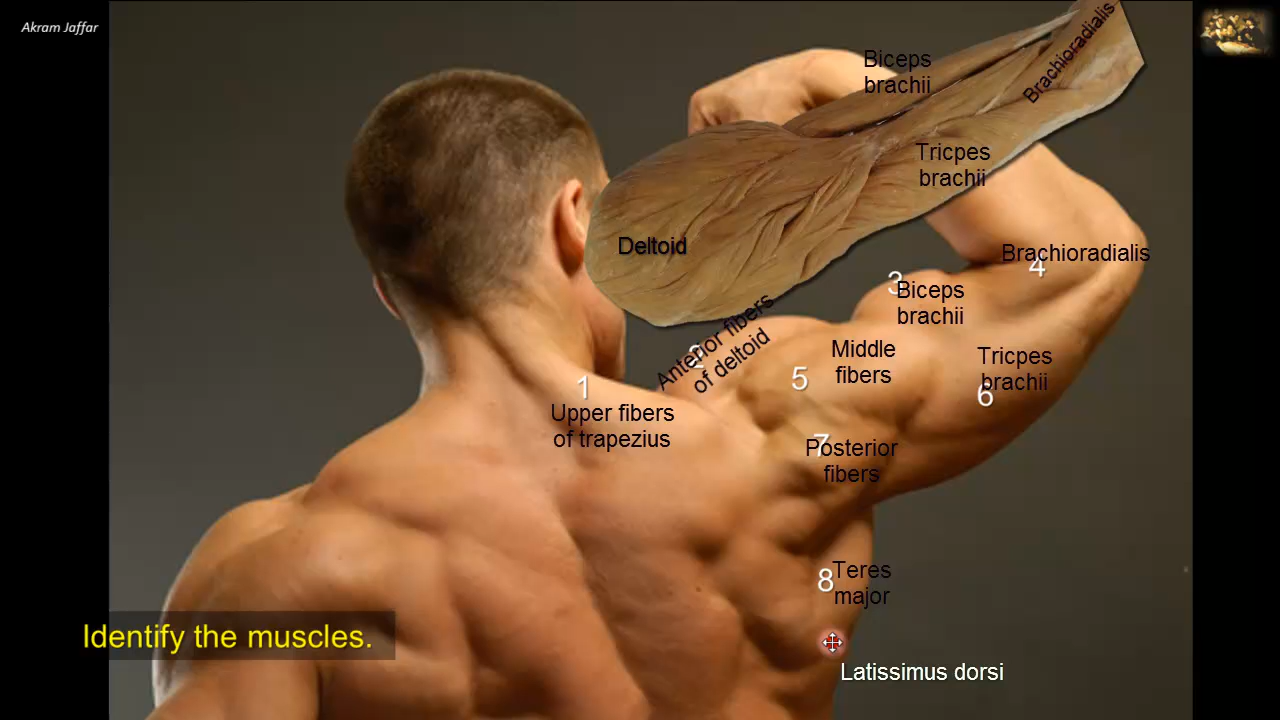 Akram Jaffar
Biceps
brachii
Brachioradialis
Tricpes
brachii
Deltoid
Brachioradialis
4
3
Biceps
brachii
Anterior fibers
of deltoid
2
Middle
fibers
5
Tricpes
brachii
6
1
Upper fibers
of trapezius
7
Posterior
fibers
8
Teres
major
Identify the muscles.
Latissimus dorsi